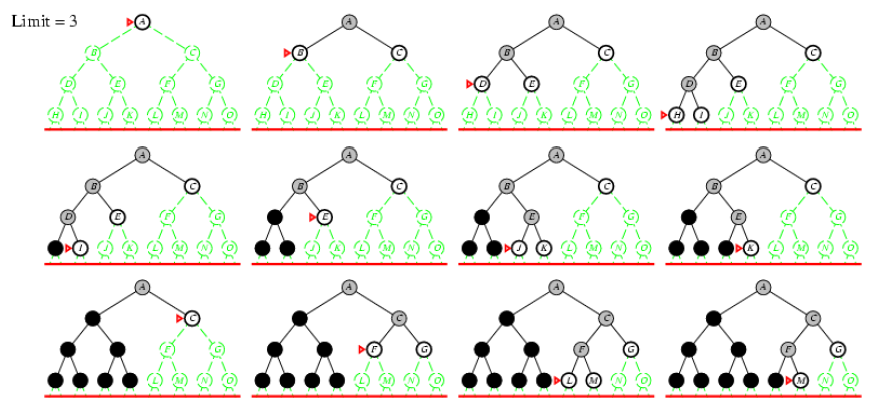 Limit = 3 A A A A
B C B C B C B C
D E F G D E F G D E F G D E F G
H I J K L M N O H I J K L M N O H I J K L M N O H I J K L M N O
A A A A
B C B C B C B C
D E F G E F G E F G E F G
I J K L M N O J K L M N O J K L M N O K L M N O
A A A A
C C C C
F G F G F G F G
L M N O L M N O L M N O M N O